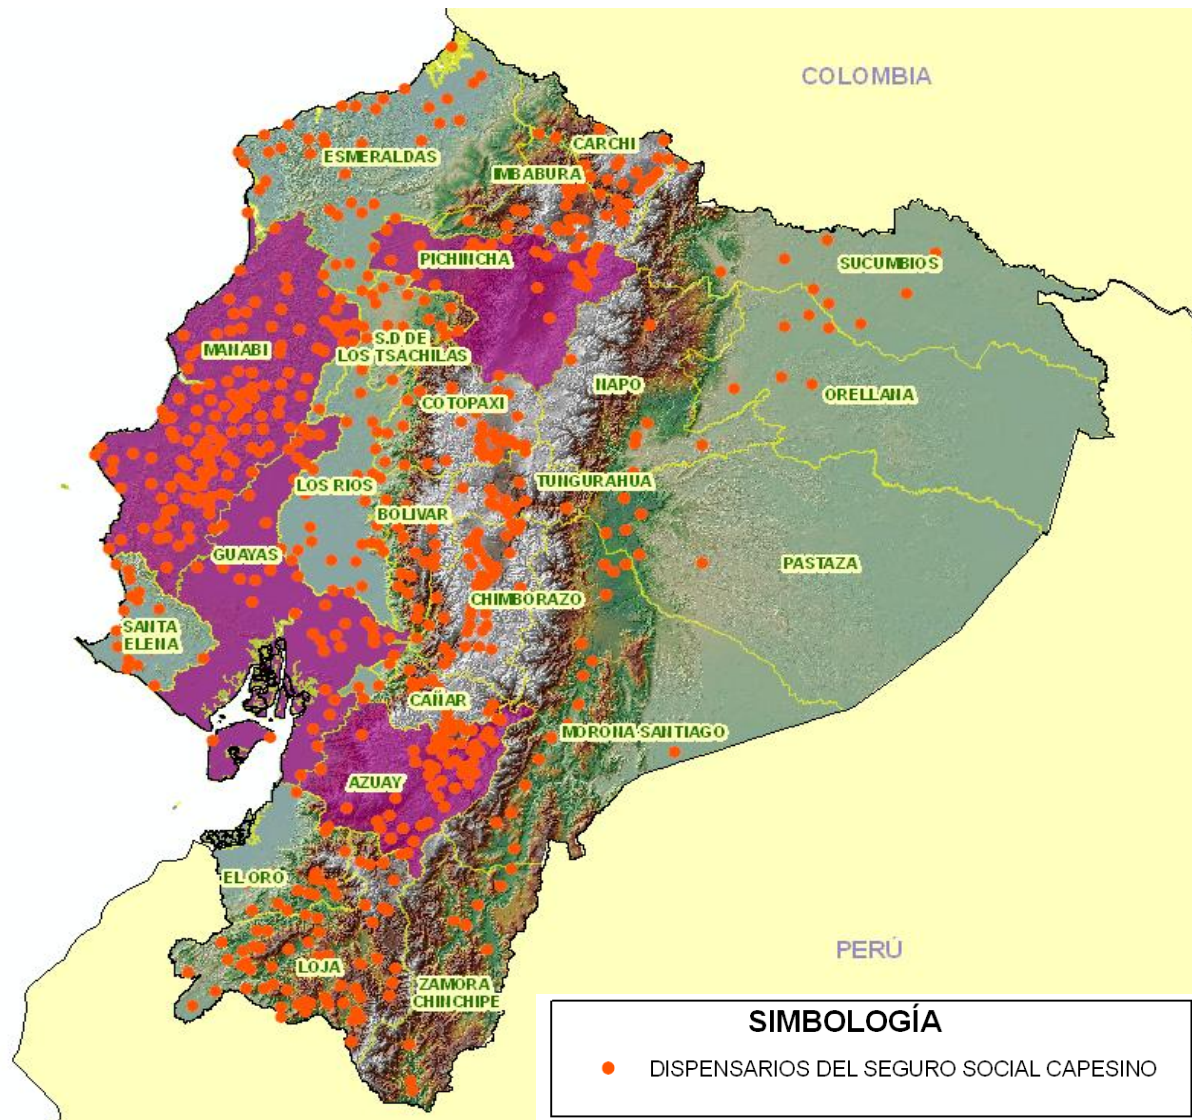 COLOMBIA
CARCHI
ESMERALDAS
IMBABURA
PICHINCHA
SUCUMBIOS
S.D DE
LOS TSACHILAS
MANABI
NAPO
ORELLANA
COTOPAXI
TUNGURAHUA
LOS RIOS
BOLIVAR
GUAYAS
PASTAZA
CHIMBORAZO
SANTA
ELENA
CAÑAR
MORONA SANTIAGO
AZUAY
EL ORO
PERÚ
LOJA
ZAMORA
CHINCHIPE
SIMBOLOGÍA
DISPENSARIOS DEL SEGURO SOCIAL CAPESINO